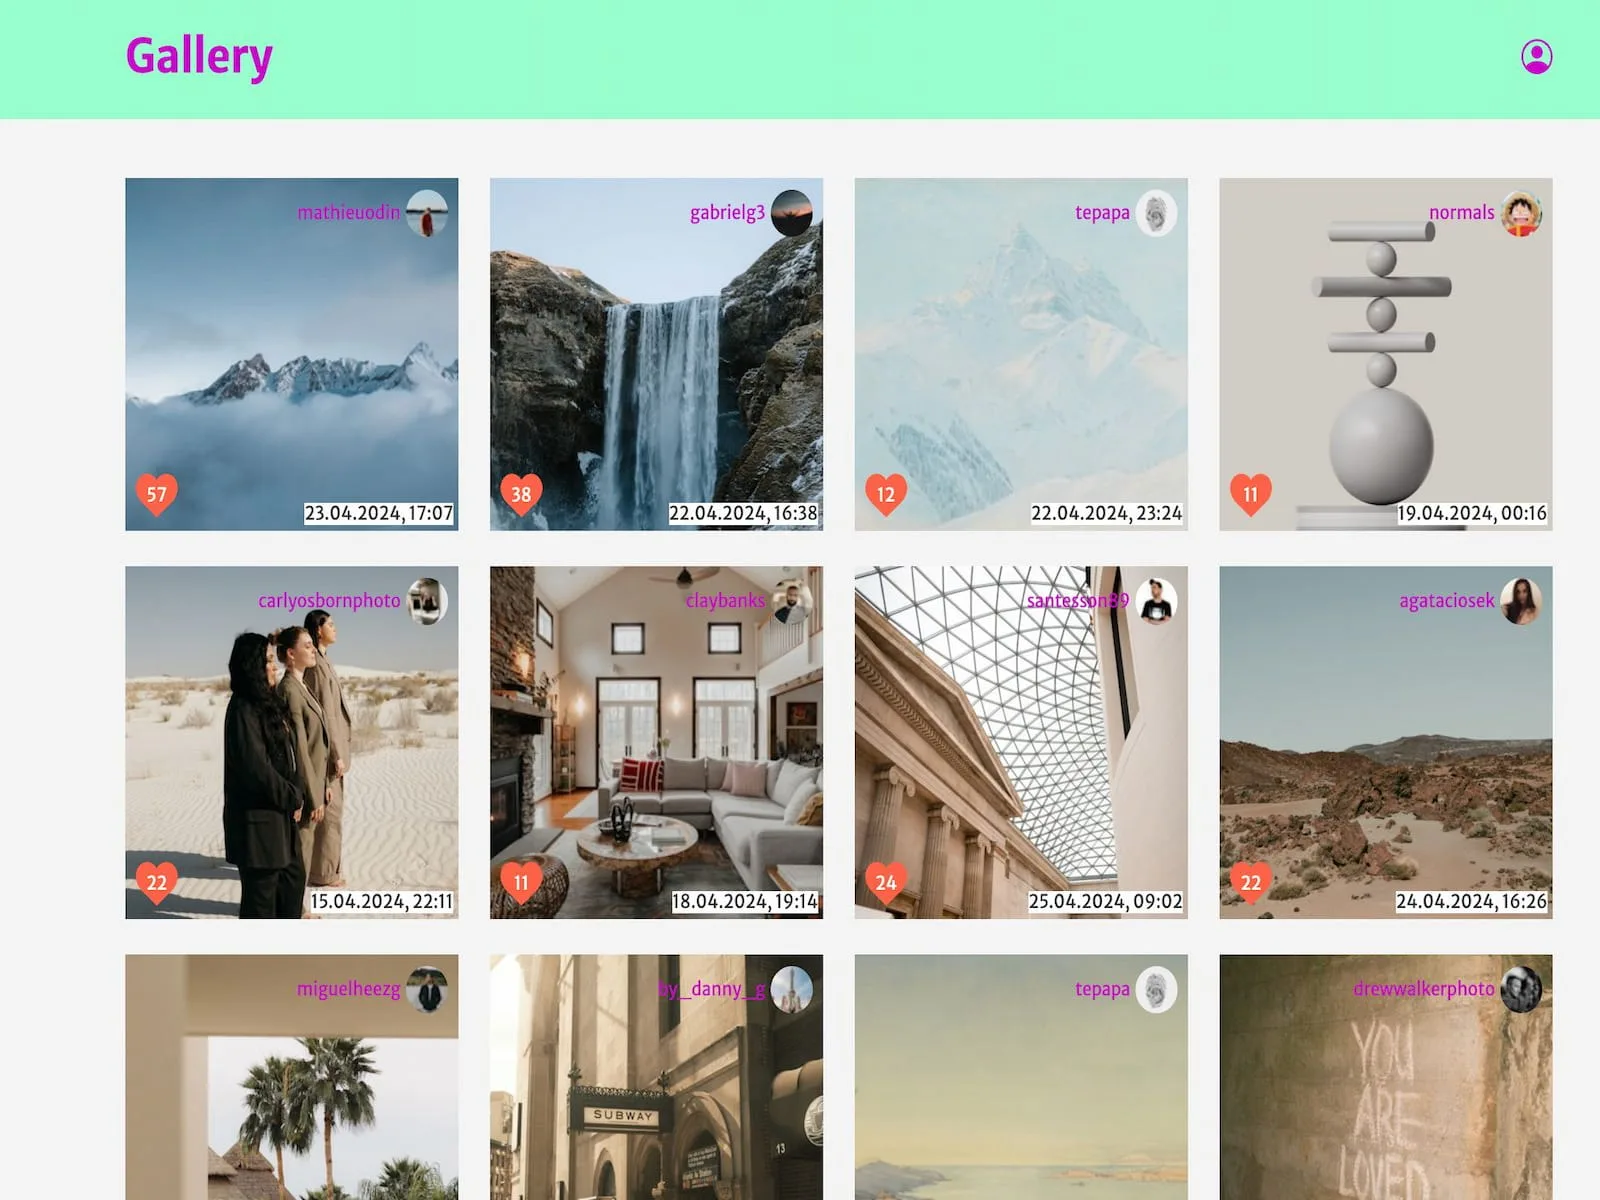 Gallery
mathieuodin
57
23.04.2024, 17:07
gabrielg3
38
22.04.2024, 16:38
tepapa
12
22.04.2024, 23:24
normals
11
19.04.2024, 00:16
carlyosbornphoto
22
15.04.2024, 22:11
claybanks
11
18.04.2024, 19:14
santesson89
24
25.04.2024, 09:02
agataciosek
22
24.04.2024, 16:26
miguelheezg
by_danny_g
SUBWAY
13
tepapa
drewwalkerphoto
YOU
ARE
LOVED